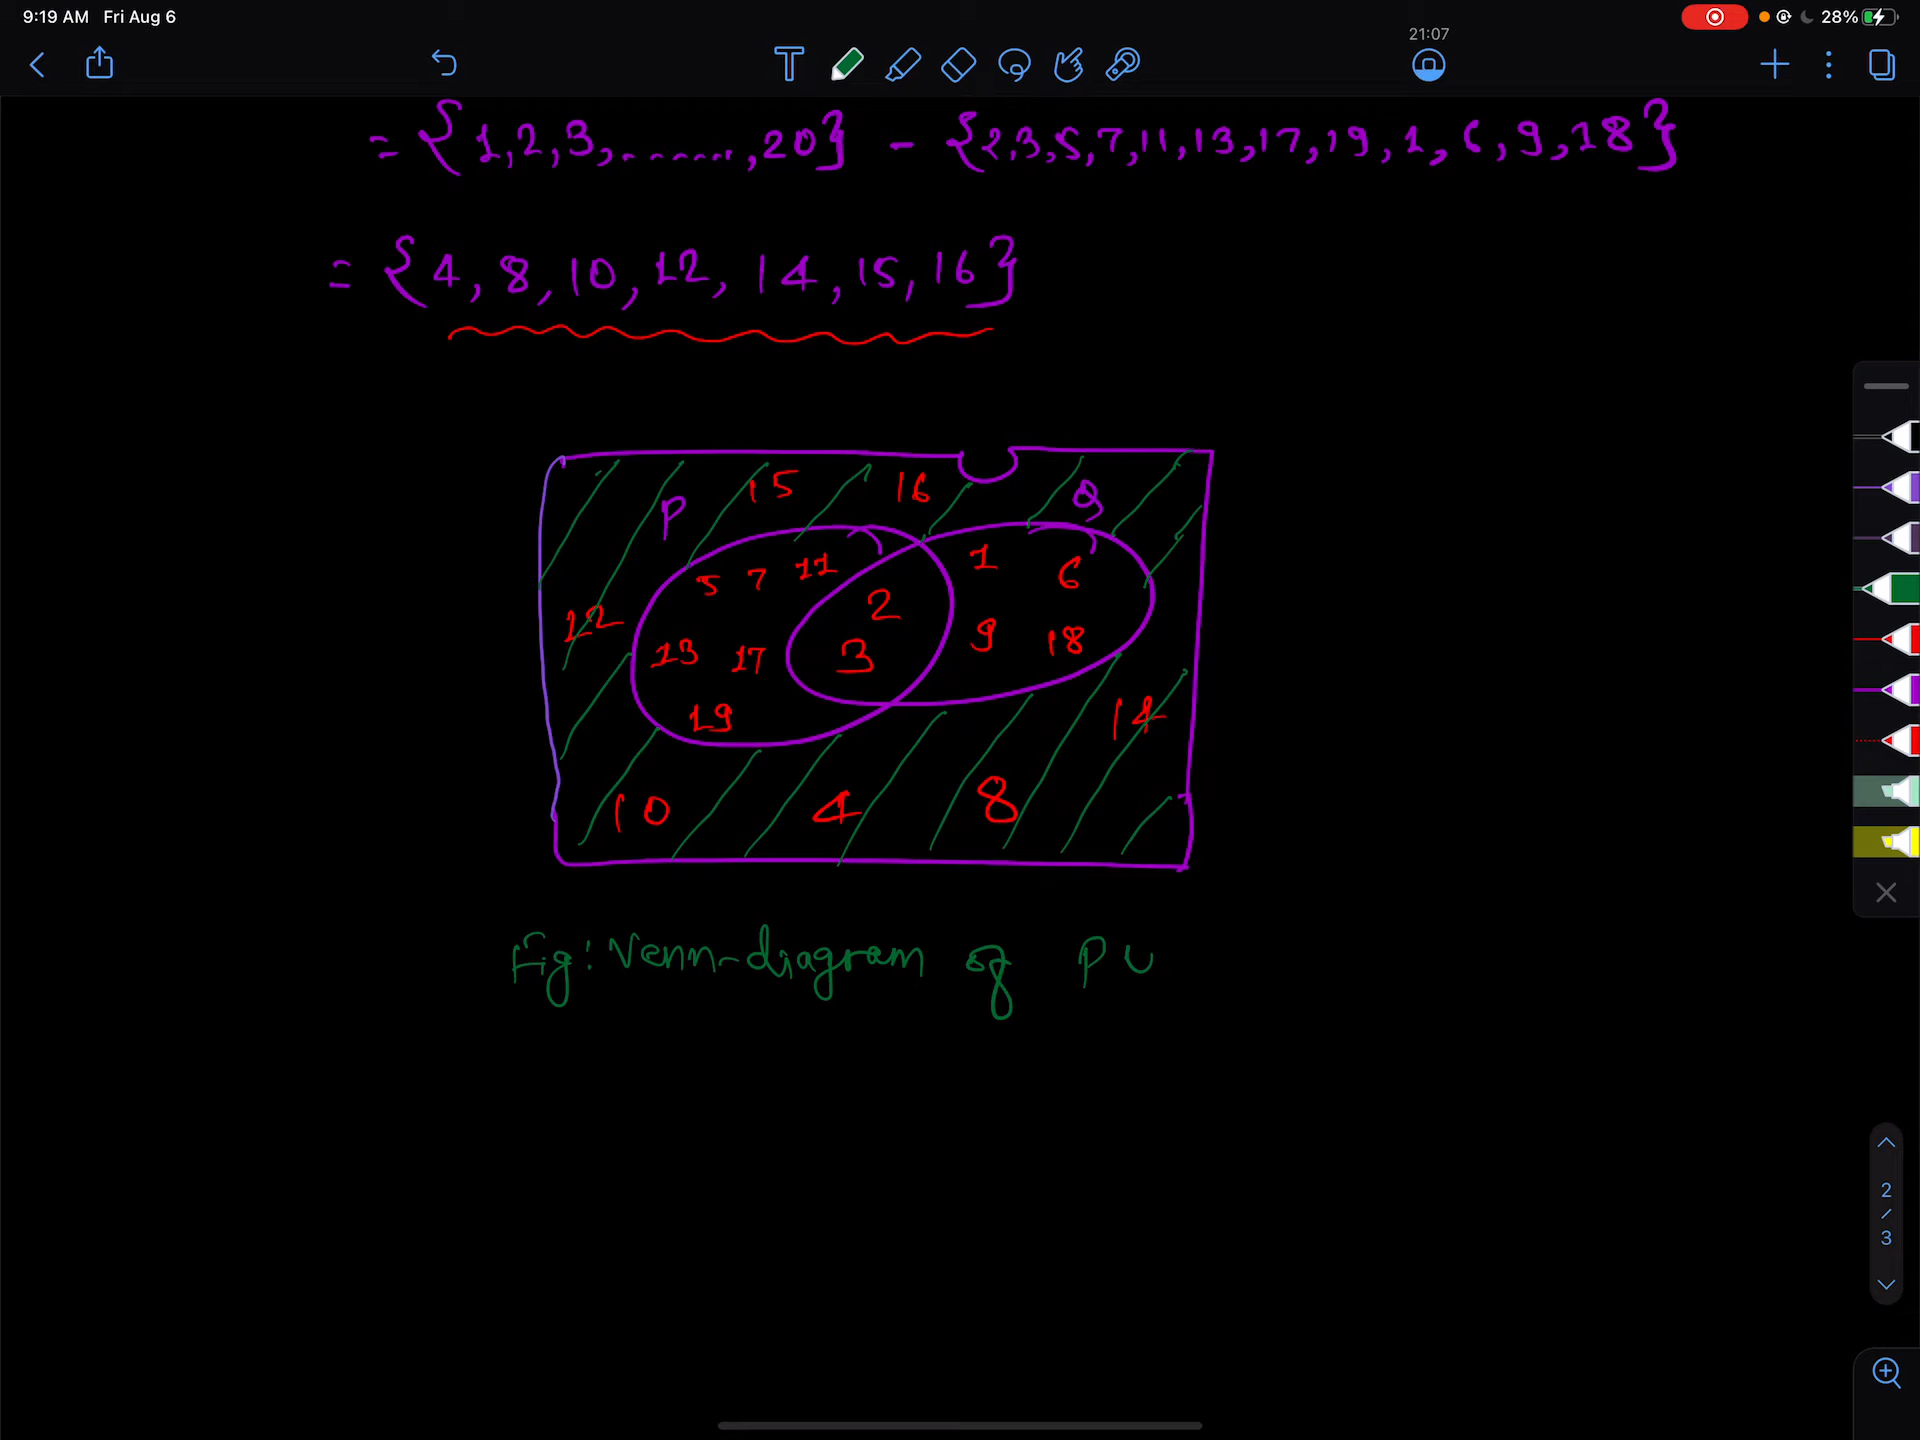 9:19 AM Fri Aug 6
28%
21:07
= {1,2,3,......,20} - {2,3,5,7,11,13,17,19,1,6,9,18}
= {4,8,10,12,14,15,16}
15 16
P Q
5 7 11 1 6
2
12
13 17 3 9 18
19 14
10 4 8
Fig: Venn-diagram of P ∪
2
/
3